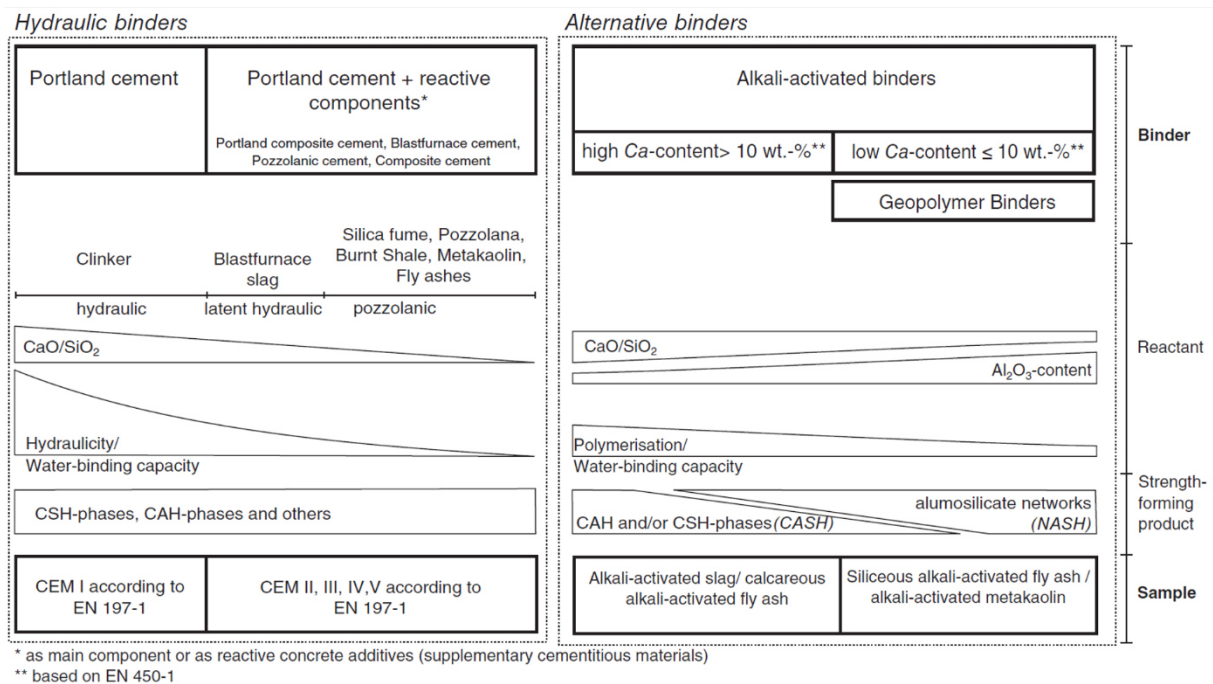 Hydraulic binders
Alternative binders
Portland cement
Portland cement + reactive
components*
Portland composite cement, Blastfurnace cement,
Pozzolanic cement, Composite cement
Alkali-activated binders
high Ca-content> 10 wt.-%**
low Ca-content ≤ 10 wt.-%**
Geopolymer Binders
Binder
Clinker
Blastfurnace
slag
Silica fume, Pozzolana,
Burnt Shale, Metakaolin,
Fly ashes
hydraulic
latent hydraulic
pozzolanic
CaO/SiO₂
Hydraulicity/
Water-binding capacity
CaO/SiO₂
Al₂O₃-content
Polymerisation/
Water-binding capacity
Reactant
CSH-phases, CAH-phases and others
CAH and/or CSH-phases(CASH)
alumosilicate networks
(NASH)
Strength-
forming
product
CEM I according to
EN 197-1
CEM II, III, IV,V according to
EN 197-1
Alkali-activated slag/ calcareous
alkali-activated fly ash
Siliceous alkali-activated fly ash /
alkali-activated metakaolin
Sample
* as main component or as reactive concrete additives (supplementary cementitious materials)
** based on EN 450-1